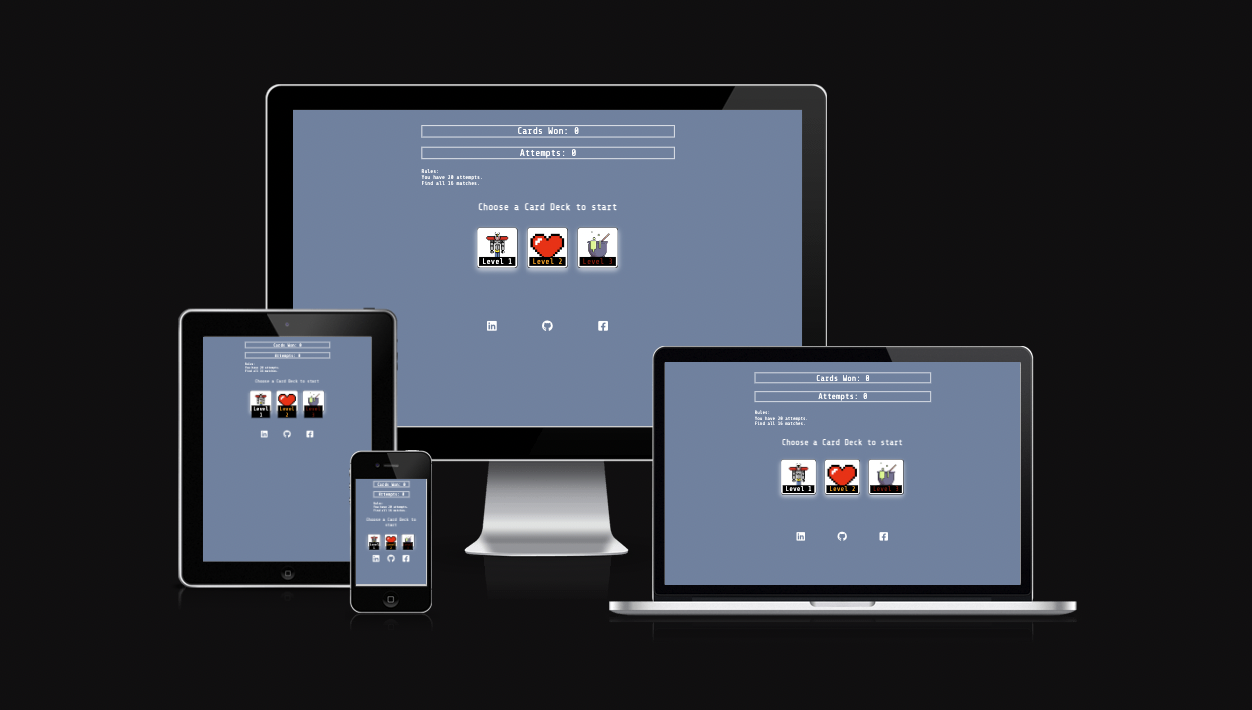 Cards Won: 0
Attempts: 0
Rules:
You have 20 attempts.
Find all 16 matches.
Choose a Card Deck to start
Level 1
Level 2
Level 3
Cards Won: 0
Attempts: 0
Rules:
You have 20 attempts.
Find all 16 matches.
Choose a Card Deck to start
Level
1
Level
2
Cards Won: 0
Attempts: 0
Rules:
You have 20 attempts.
Find all 16 matches.
Choose a Card Deck to
start
Cards Won: 0
Attempts: 0
Rules:
You have 20 attempts.
Find all 16 matches.
Choose a Card Deck to start
Level 1
Level 2
Level 3